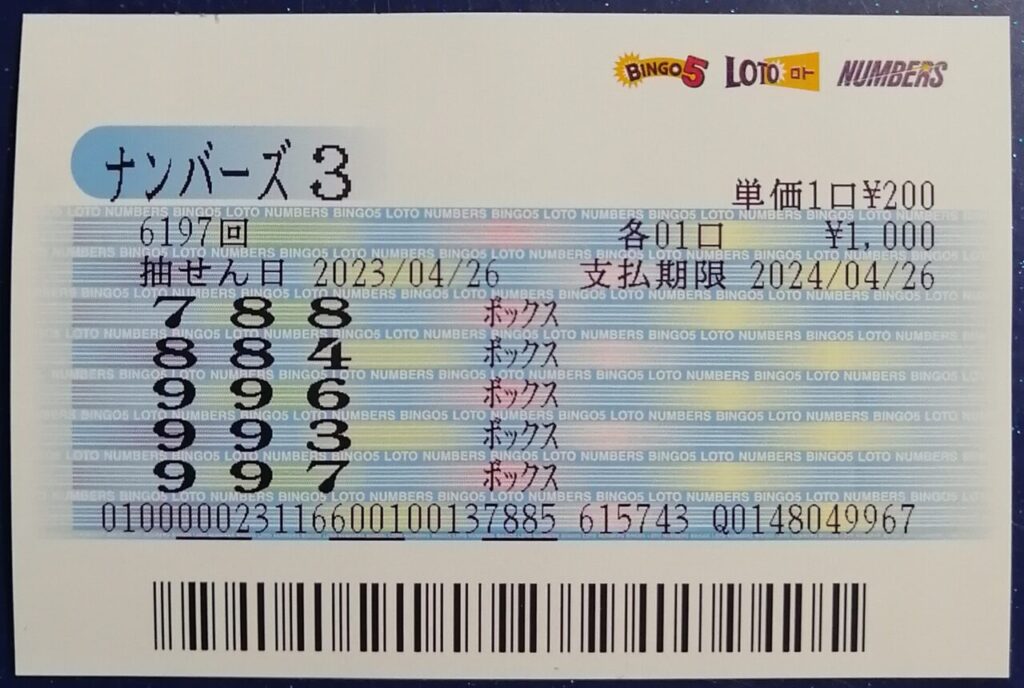 BINGO5 LOTO NUMBERS
ナンバーズ3
単価1口¥200
6197回 各01口 ¥1,000
抽せん日 2023/04/26 支払期限 2024/04/26
7 8 8 ボックス
8 8 4 ボックス
9 9 6 ボックス
9 9 3 ボックス
9 9 7 ボックス
0100000231166001001378​85 615743 Q0148049967